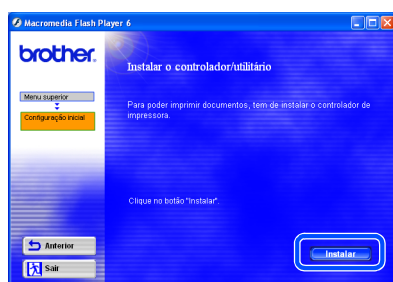 Macromedia Flash Player 6
brother.
Instalar o controlador/utilitário
Menu superior
Configuração inicial
Para poder imprimir documentos, tem de instalar o controlador de
impressora.
Clique no botão "Instalar".
Anterior
Sair
Instalar